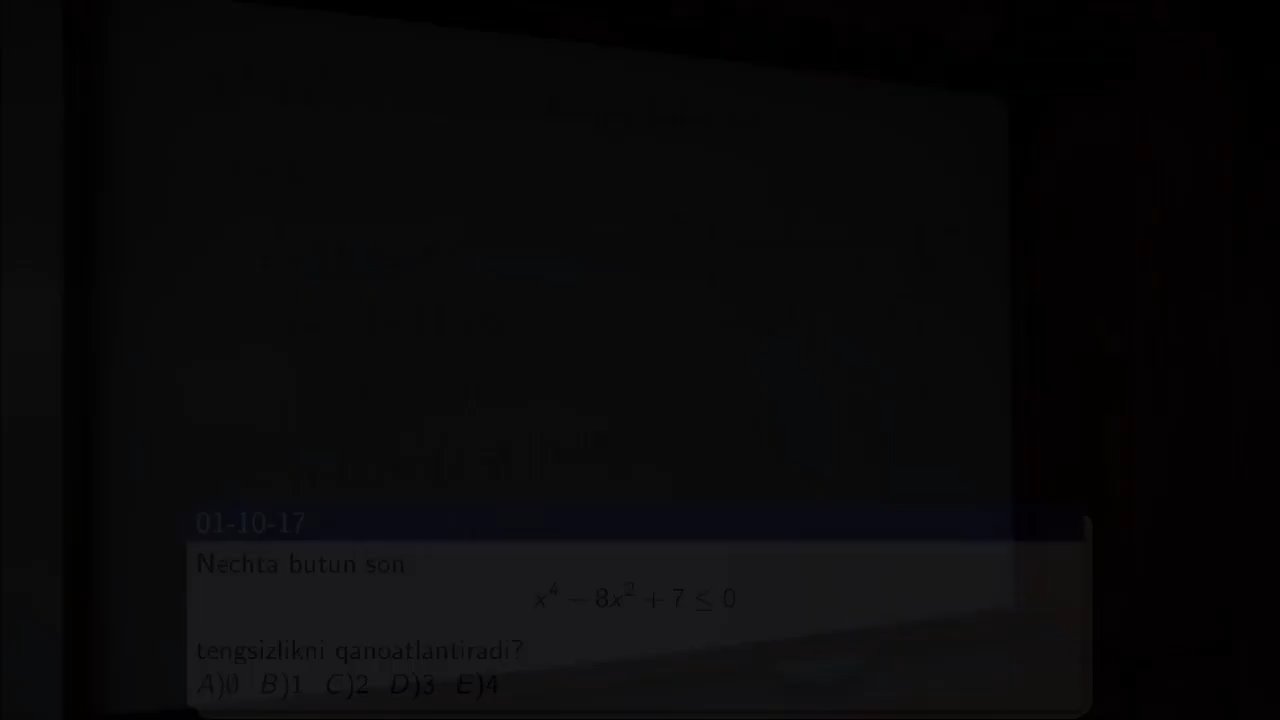 01-10-17
Nechta butun son
x⁴ − 8x² + 7 ≤ 0
tengsizlikni qanoatlantiradi?
A)0 B)1 C)2 D)3 E)4